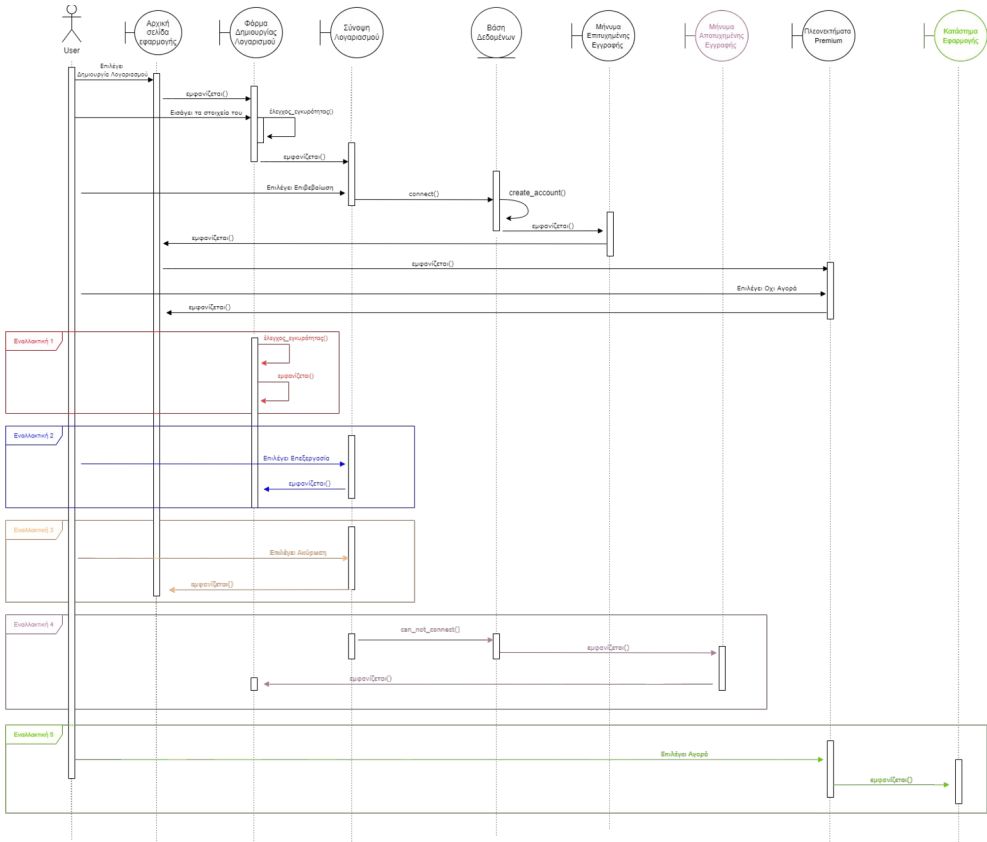 User
Αρχική
σελίδα
εφαρμογής
Φόρμα
Δημιουργίας
Λογαρισμού
Σύνοψη
Λογαριασμού
Βάση
Δεδομένων
Μήνυμα
Επιτυχημένης
Εγγραφής
Μήνυμα
Αποτυχημένης
Εγγραφής
Πλεονεκτήματα
Premium
Κατάστημα
Εφαρμογής
Επιλέγει
Δημιουργία Λογαριασμού
εμφανίζεται()
Εισάγει τα στοιχεία του
έλεγχος_εγκυρότητας()
εμφανίζεται()
Επιλέγει Επιβεβαίωση
connect()
create_account()
εμφανίζεται()
εμφανίζεται()
εμφανίζεται()
Επιλέγει Οχι Αγορά
εμφανίζεται()
Εναλλακτική 1
έλεγχος_εγκυρότητας()
εμφανίζεται()
Εναλλακτική 2
Επιλέγει Επεξεργασία
εμφανίζεται()
Εναλλακτική 3
Επιλέγει Ακύρωση
εμφανίζεται()
Εναλλακτική 4
can_not_connect()
εμφανίζεται()
εμφανίζεται()
Εναλλακτική 5
Επιλέγει Αγορά
εμφανίζεται()